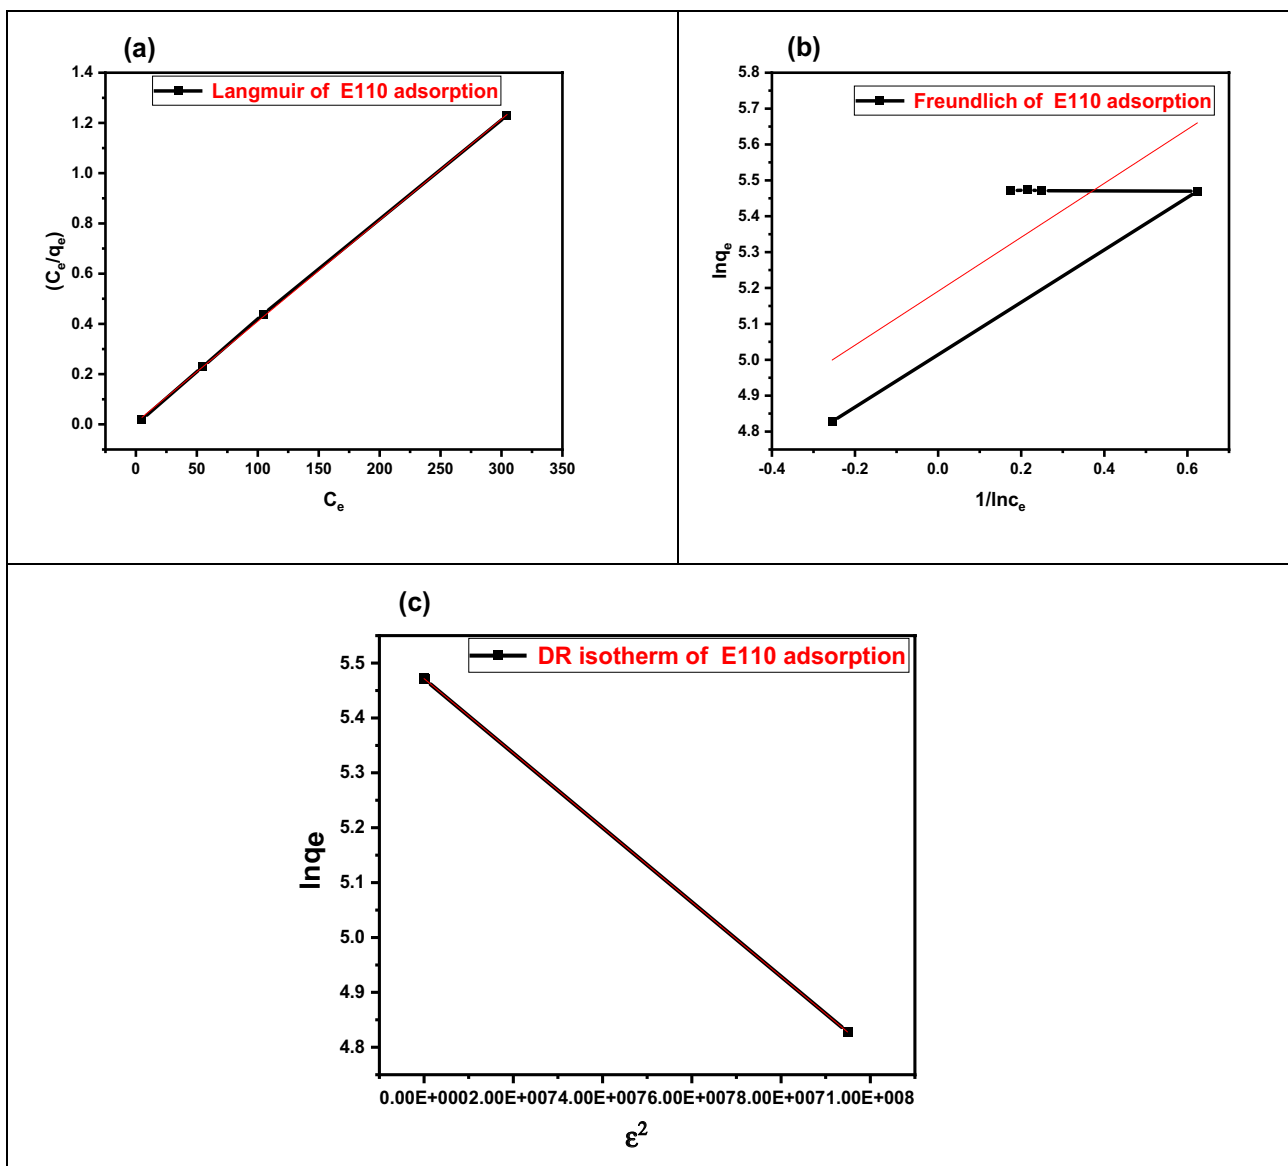 (a)
Langmuir of E110 adsorption
1.4
1.2
1.0
0.8
0.6
0.4
0.2
0.0
(Ce/qe)
0 50 100 150 200 250 300 350
Ce
(b)
Freundlich of E110 adsorption
5.8
5.7
5.6
5.5
5.4
5.3
5.2
5.1
5.0
4.9
4.8
lnqe
-0.4 -0.2 0.0 0.2 0.4 0.6
1/lnce
(c)
DR isotherm of E110 adsorption
5.5
5.4
5.3
5.2
5.1
5.0
4.9
4.8
lnqe
0.00E+0002.00E+0074.00E+0076.00E+0078.00E+0071.00E+008
ε²